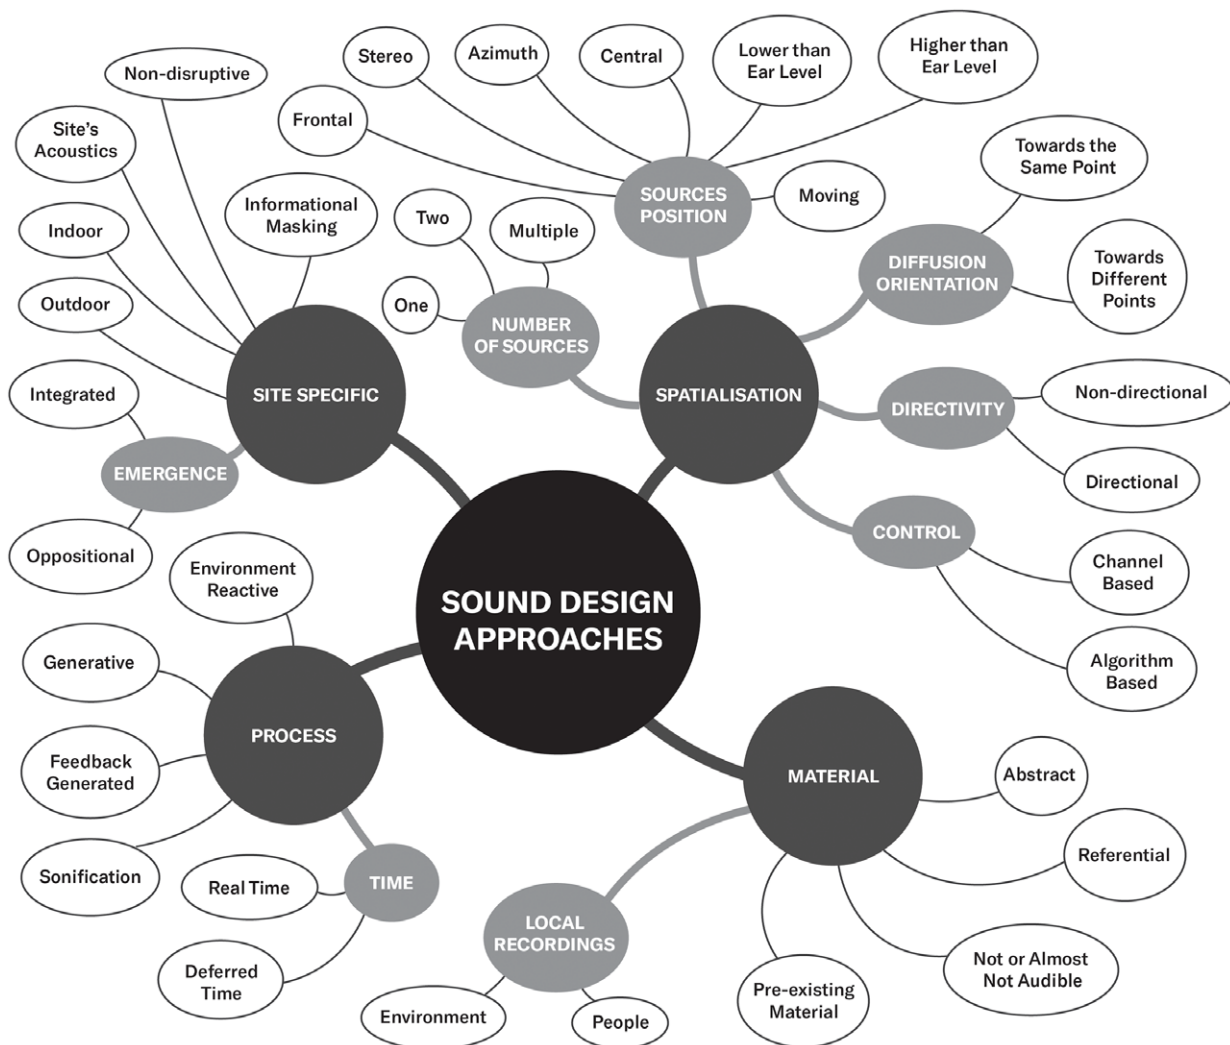 Non-disruptive
Site's
Acoustics
Indoor
Outdoor
Informational
Masking
SITE SPECIFIC
Integrated
EMERGENCE
Oppositional
Stereo
Azimuth
Central
Lower than
Ear Level
Higher than
Ear Level
Frontal
SOURCES
POSITION
Moving
Two
Multiple
One
NUMBER
OF SOURCES
SPATIALISATION
Towards the
Same Point
DIFFUSION
ORIENTATION
Towards
Different
Points
DIRECTIVITY
Non-directional
Directional
CONTROL
Channel
Based
Algorithm
Based
SOUND DESIGN
APPROACHES
Environment
Reactive
Generative
PROCESS
Feedback
Generated
Sonification
TIME
Real Time
Deferred
Time
MATERIAL
Abstract
Referential
Not or Almost
Not Audible
Pre-existing
Material
LOCAL
RECORDINGS
Environment
People